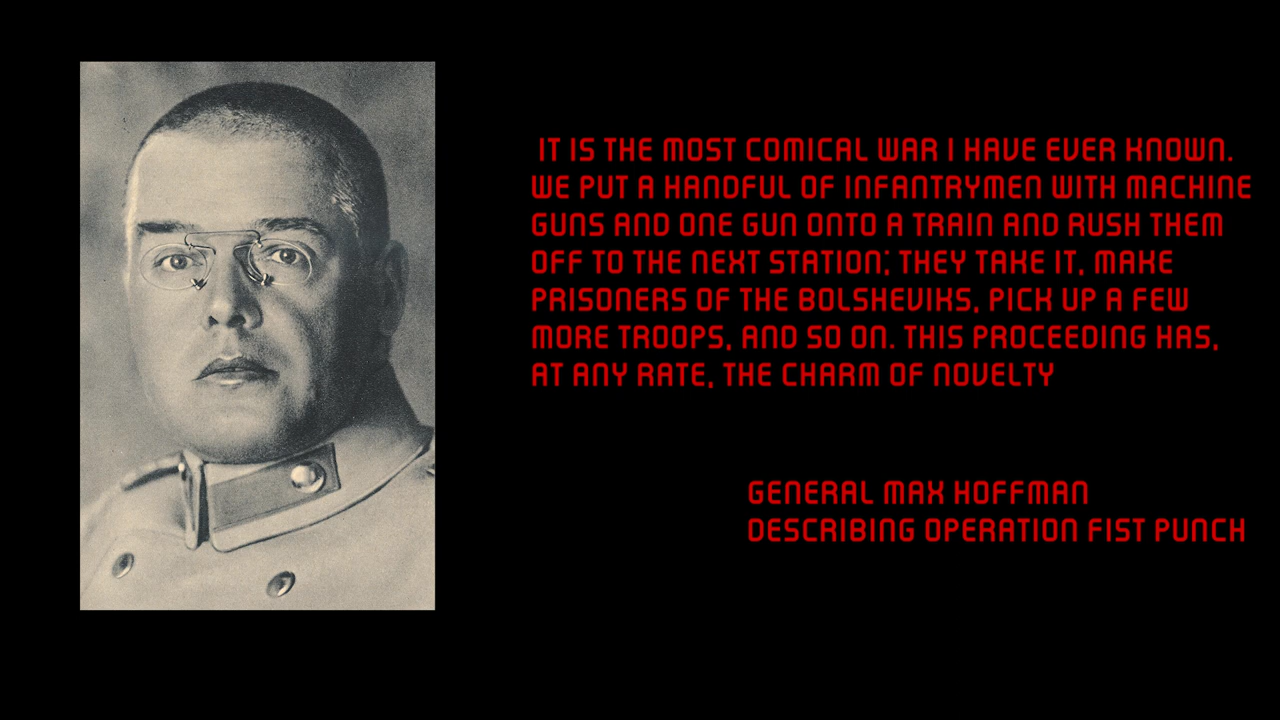 IT IS THE MOST COMICAL WAR I HAVE EVER KNOWN.
WE PUT A HANDFUL OF INFANTRYMEN WITH MACHINE
GUNS AND ONE GUN ONTO A TRAIN AND RUSH THEM
OFF TO THE NEXT STATION; THEY TAKE IT, MAKE
PRISONERS OF THE BOLSHEVIKS, PICK UP A FEW
MORE TROOPS, AND SO ON. THIS PROCEEDING HAS,
AT ANY RATE, THE CHARM OF NOVELTY
GENERAL MAX HOFFMAN
DESCRIBING OPERATION FIST PUNCH